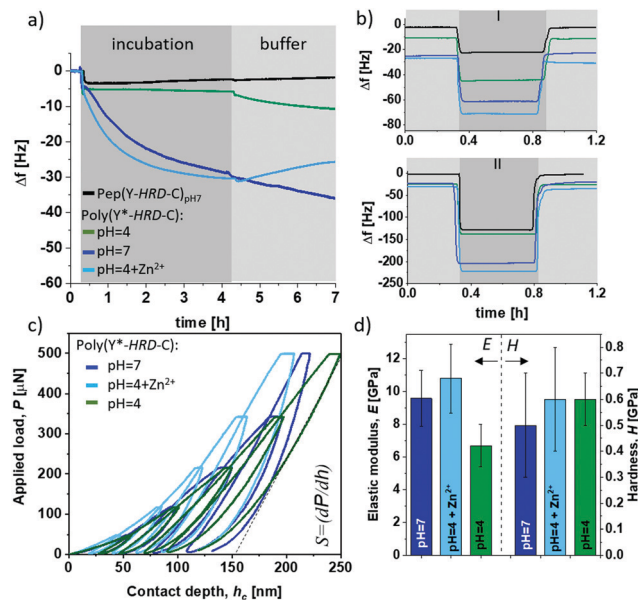 a)
incubation
buffer
0
-10
-20
-30
-40
-50
-60
Δf [Hz]
Pep(Y-HRD-C)pH7
Poly(Y*-HRD-C):
pH=4
pH=7
pH=4+Zn²⁺
0 1 2 3 4 5 6 7
time [h]
b)
I
0
-20
-40
-60
-80
Δf [Hz]
0.0 0.4 0.8 1.2
II
0
-50
-100
-150
-200
-250
Δf [Hz]
0.0 0.4 0.8 1.2
time [h]
c)
Poly(Y*-HRD-C):
pH=7
pH=4+Zn²⁺
pH=4
500
400
300
200
100
0
Applied load, P [μN]
S=(dP/dh)
0 50 100 150 200 250
Contact depth, hc [nm]
d)
E H
12
10
8
6
4
2
0
Elastic modulus, E [GPa]
pH=7
pH=4 + Zn²⁺
pH=4
pH=7
pH=4 + Zn²⁺
pH=4
0.8
0.7
0.6
0.5
0.4
0.3
0.2
0.1
0.0
Hardliness, H [GPa]